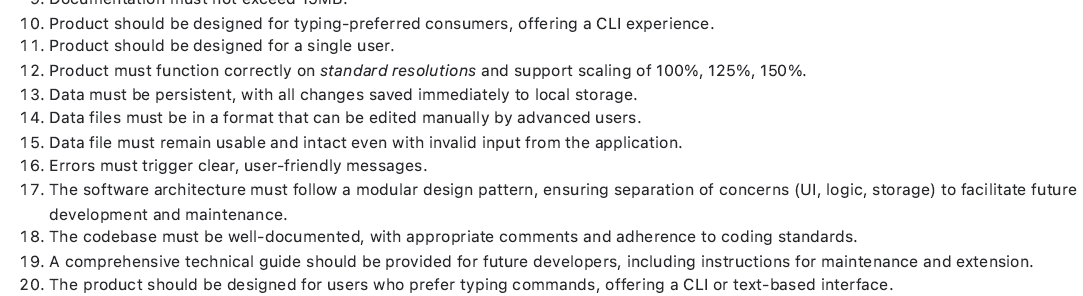 9. Documentation must not exceed 15MB.
10. Product should be designed for typing-preferred consumers, offering a CLI experience.
11. Product should be designed for a single user.
12. Product must function correctly on standard resolutions and support scaling of 100%, 125%, 150%.
13. Data must be persistent, with all changes saved immediately to local storage.
14. Data files must be in a format that can be edited manually by advanced users.
15. Data file must remain usable and intact even with invalid input from the application.
16. Errors must trigger clear, user-friendly messages.
17. The software architecture must follow a modular design pattern, ensuring separation of concerns (UI, logic, storage) to facilitate future
development and maintenance.
18. The codebase must be well-documented, with appropriate comments and adherence to coding standards.
19. A comprehensive technical guide should be provided for future developers, including instructions for maintenance and extension.
20. The product should be designed for users who prefer typing commands, offering a CLI or text-based interface.